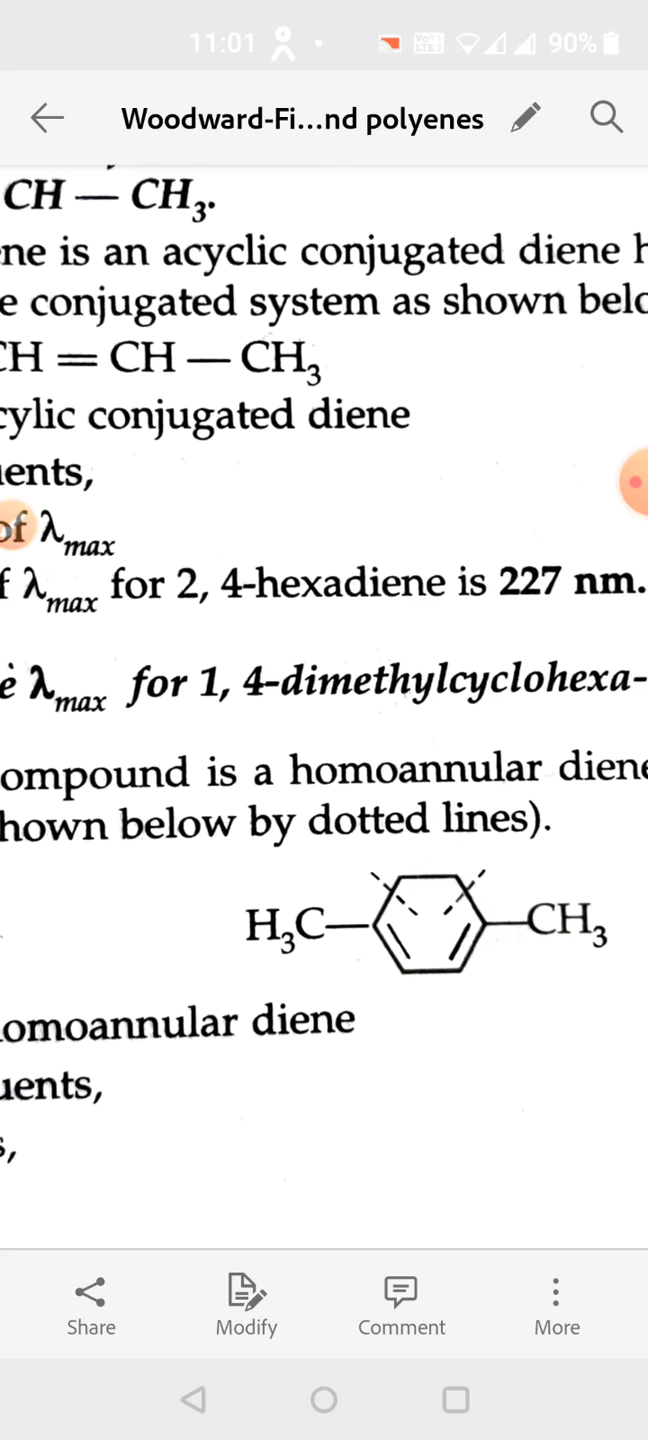 11:01 90%
Woodward-Fi...nd polyenes
CH — CH₃.
ne is an acyclic conjugated diene h
e conjugated system as shown belo
CH = CH — CH₃
cylic conjugated diene
ents,
of λmax
f λmax for 2, 4-hexadiene is 227 nm.
e λmax for 1, 4-dimethylcyclohexa-
ompound is a homoannular diene
hown below by dotted lines).
H₃C— —CH₃
omoannular diene
uents,
s,
Share Modify Comment More